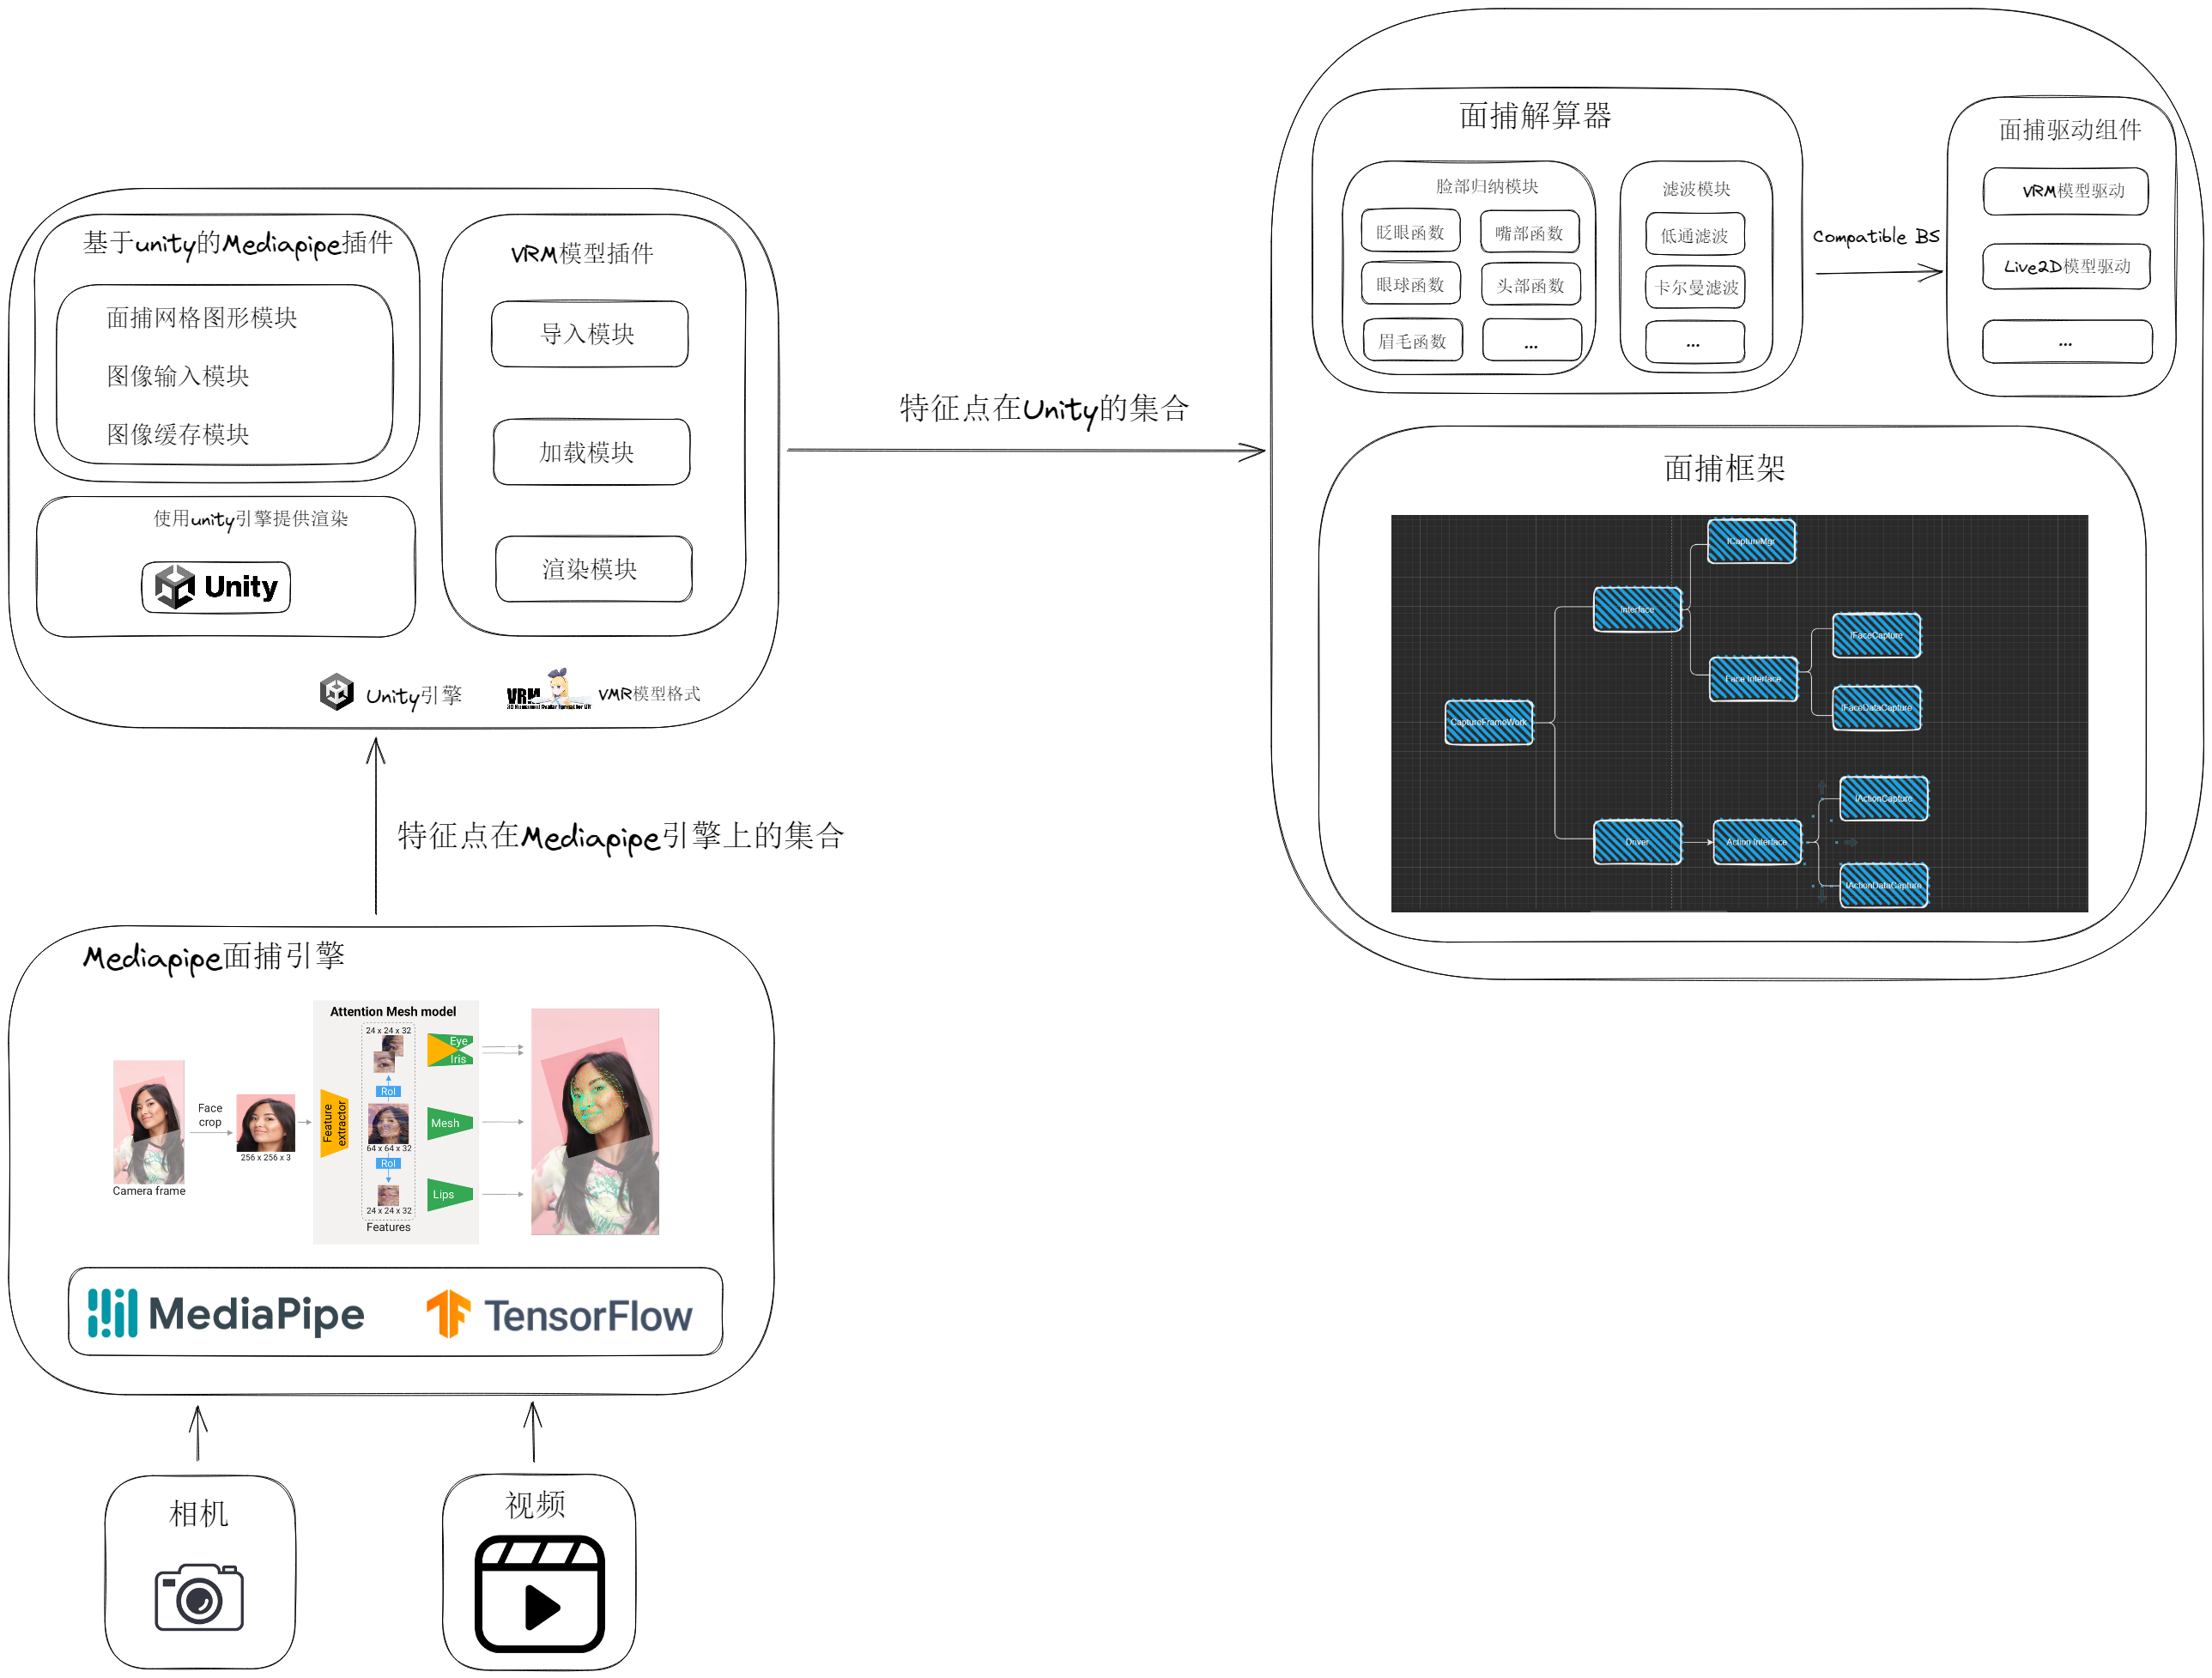 面捕解算器
脸部归纳模块
眨眼函数
嘴部函数
眼球函数
头部函数
眉毛函数
...
滤波模块
低通滤波
卡尔曼滤波
...
Compatible BS
面捕驱动组件
VRM模型驱动
Live2D模型驱动
...
面捕框架
ICaptureMgr
Interface
IFaceCapture
Face Interface
IFaceDataCapture
CaptureFrameWork
IActionCapture
Driver
Action Interface
IActionDataCapture
基于unity的Mediapipe插件
面捕网格图形模块
图像输入模块
图像缓存模块
使用unity引擎提供渲染
Unity
VRM模型插件
导入模块
加载模块
渲染模块
Unity引擎
VRM
VMR模型格式
特征点在Unity的集合
特征点在Mediapipe引擎上的集合
Mediapipe面捕引擎
Attention Mesh model
24 x 24 x 32
Eye
Iris
RoI
Face
crop
Feature
extractor
Mesh
256 x 256 x 3
64 x 64 x 32
RoI
Camera frame
Lips
24 x 24 x 32
Features
MediaPipe
TensorFlow
相机
视频